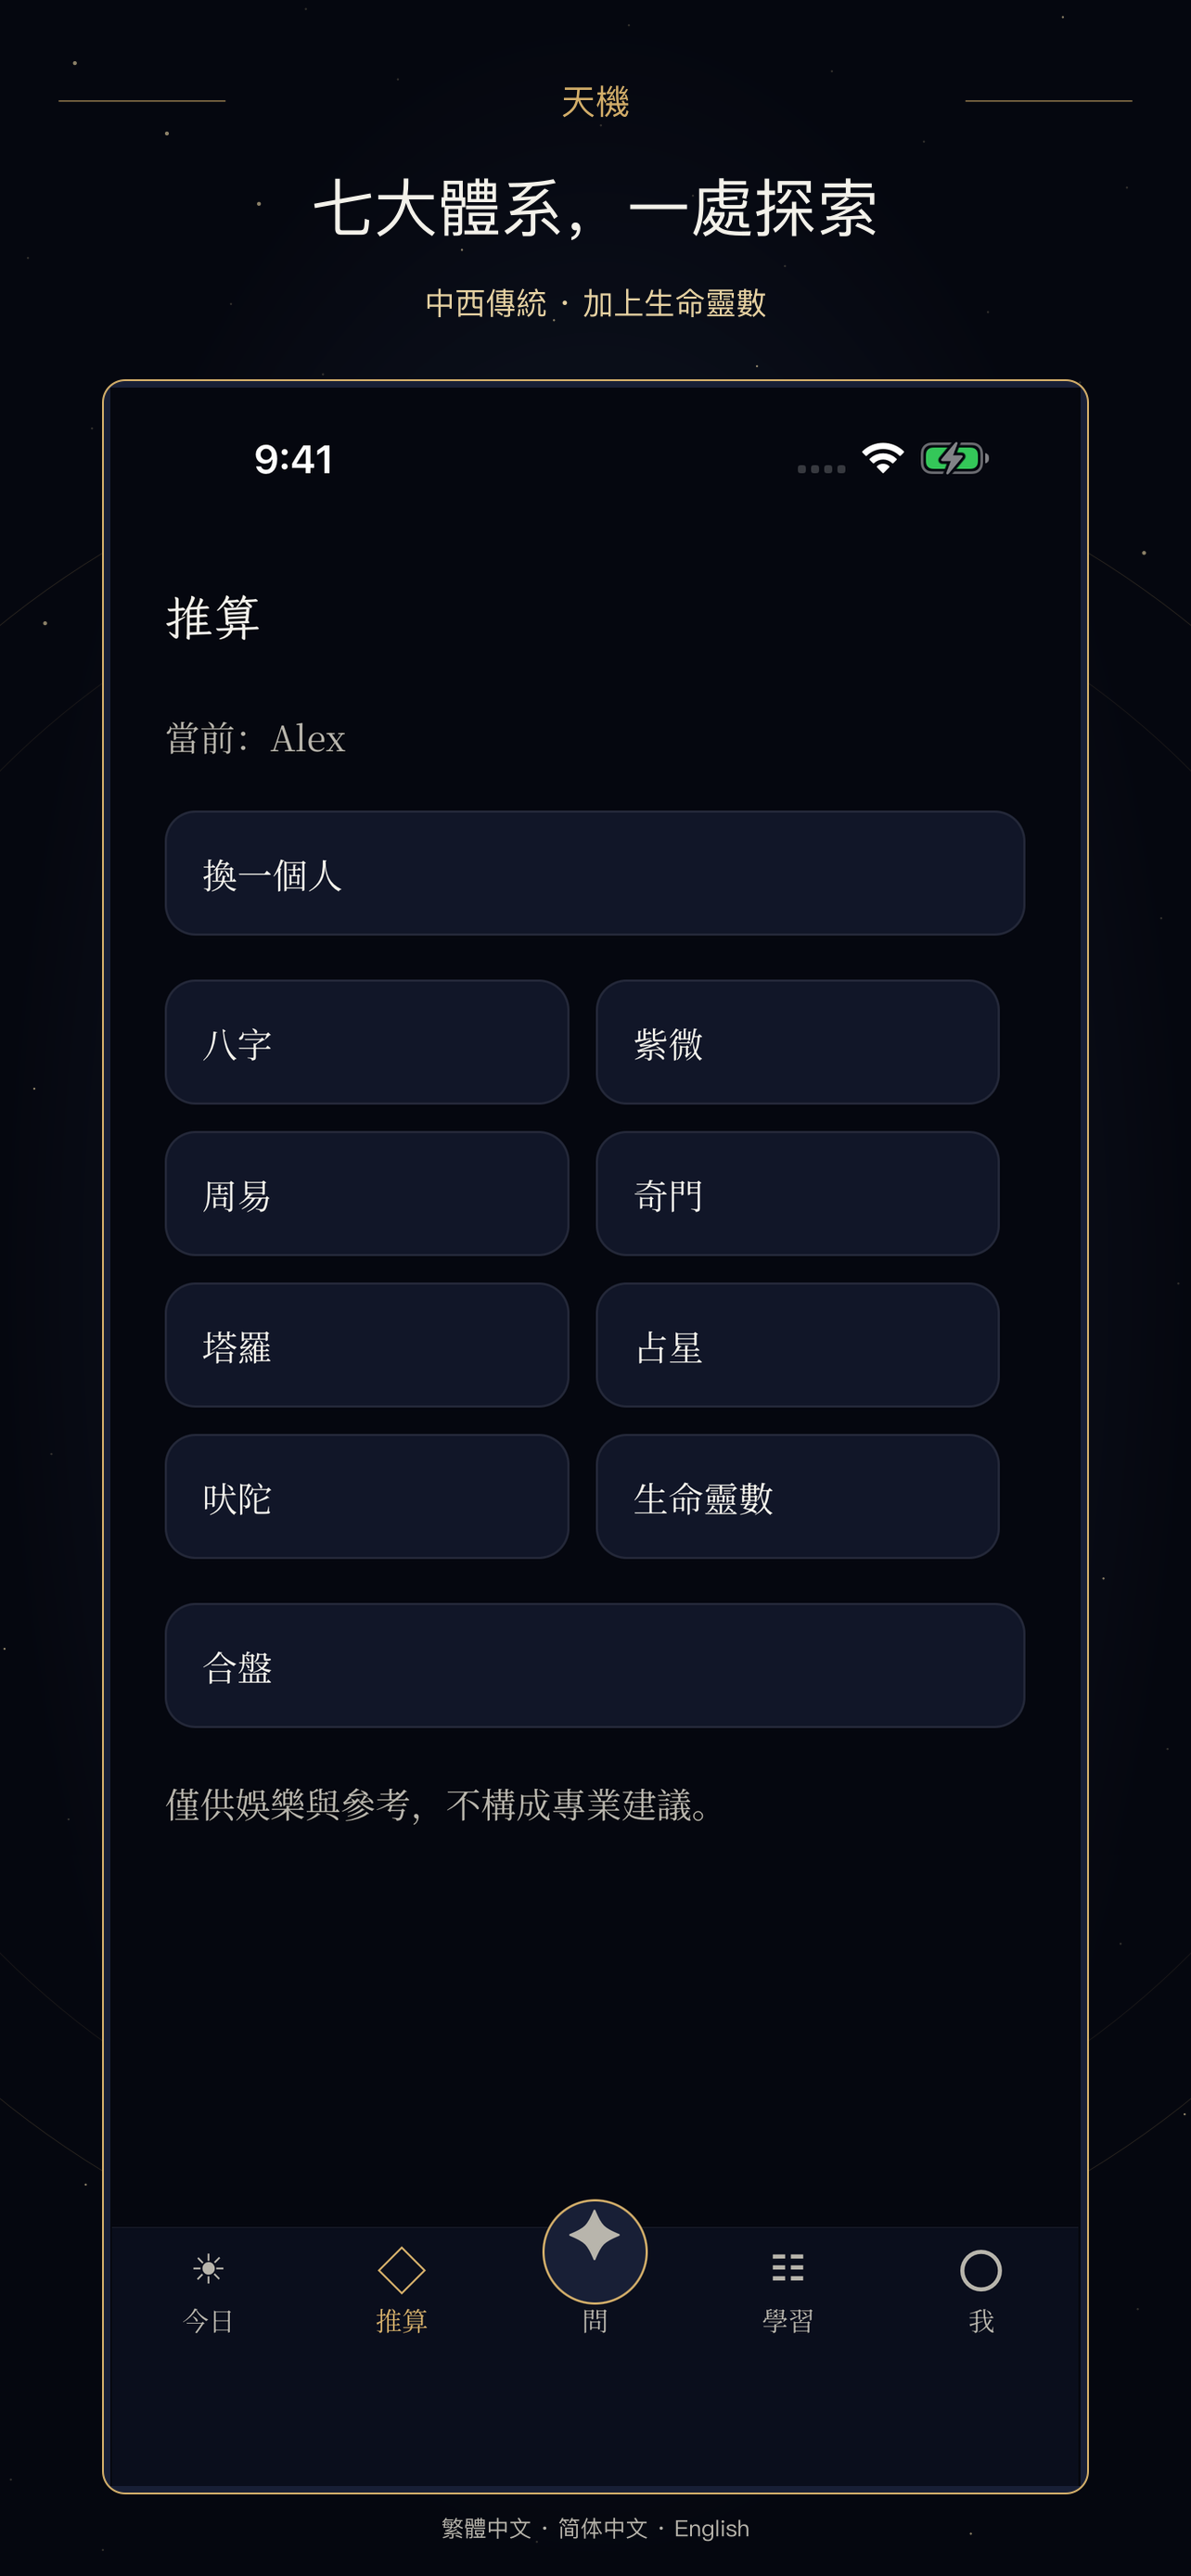 天機
七大體系，一處探索
中西傳統 · 加上生命靈數
9:41
推算
當前：Alex
換一個人
八字
紫微
周易
奇門
塔羅
占星
吠陀
生命靈數
合盤
僅供娛樂與參考，不構成專業建議。
今日
推算
問
學習
我
繁體中文 · 简体中文 · English